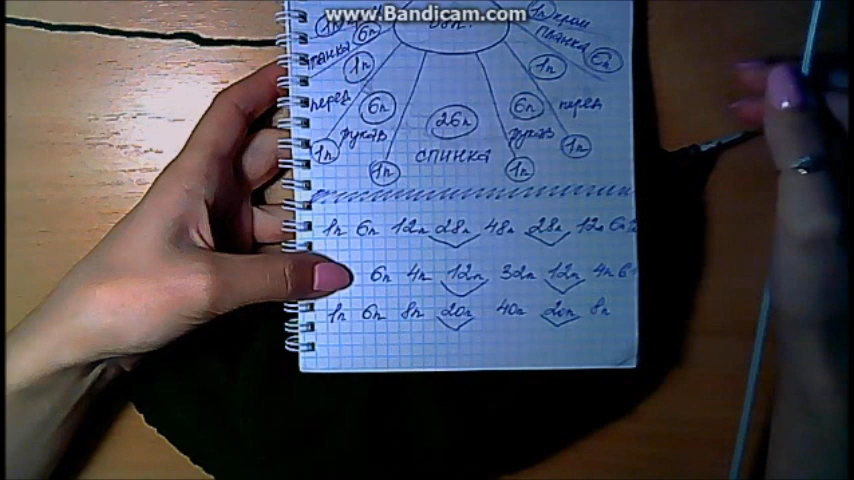 www.Bandicam.com
1п край
6п планка 6п
планка 1п 1п
перед 6п 6п перед
рукав 26п рукав
1п спинка 1п
1п 1п
1п 6п 12п 28п 48п 28п 12п 6п
6п 4п 12п 32п 12п 4п 6
1п 6п 8п 20п 40п 20п 8п